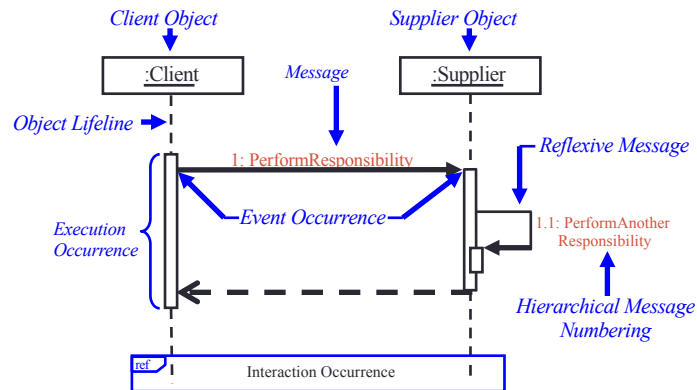 Client Object
Supplier Object
:Client
Message
:Supplier
Object Lifeline
1: PerformResponsibility
Reflexive Message
Event Occurrence
1.1: PerformAnother
Responsibility
Execution
Occurrence
Hierarchical Message
Numbering
ref
Interaction Occurrence